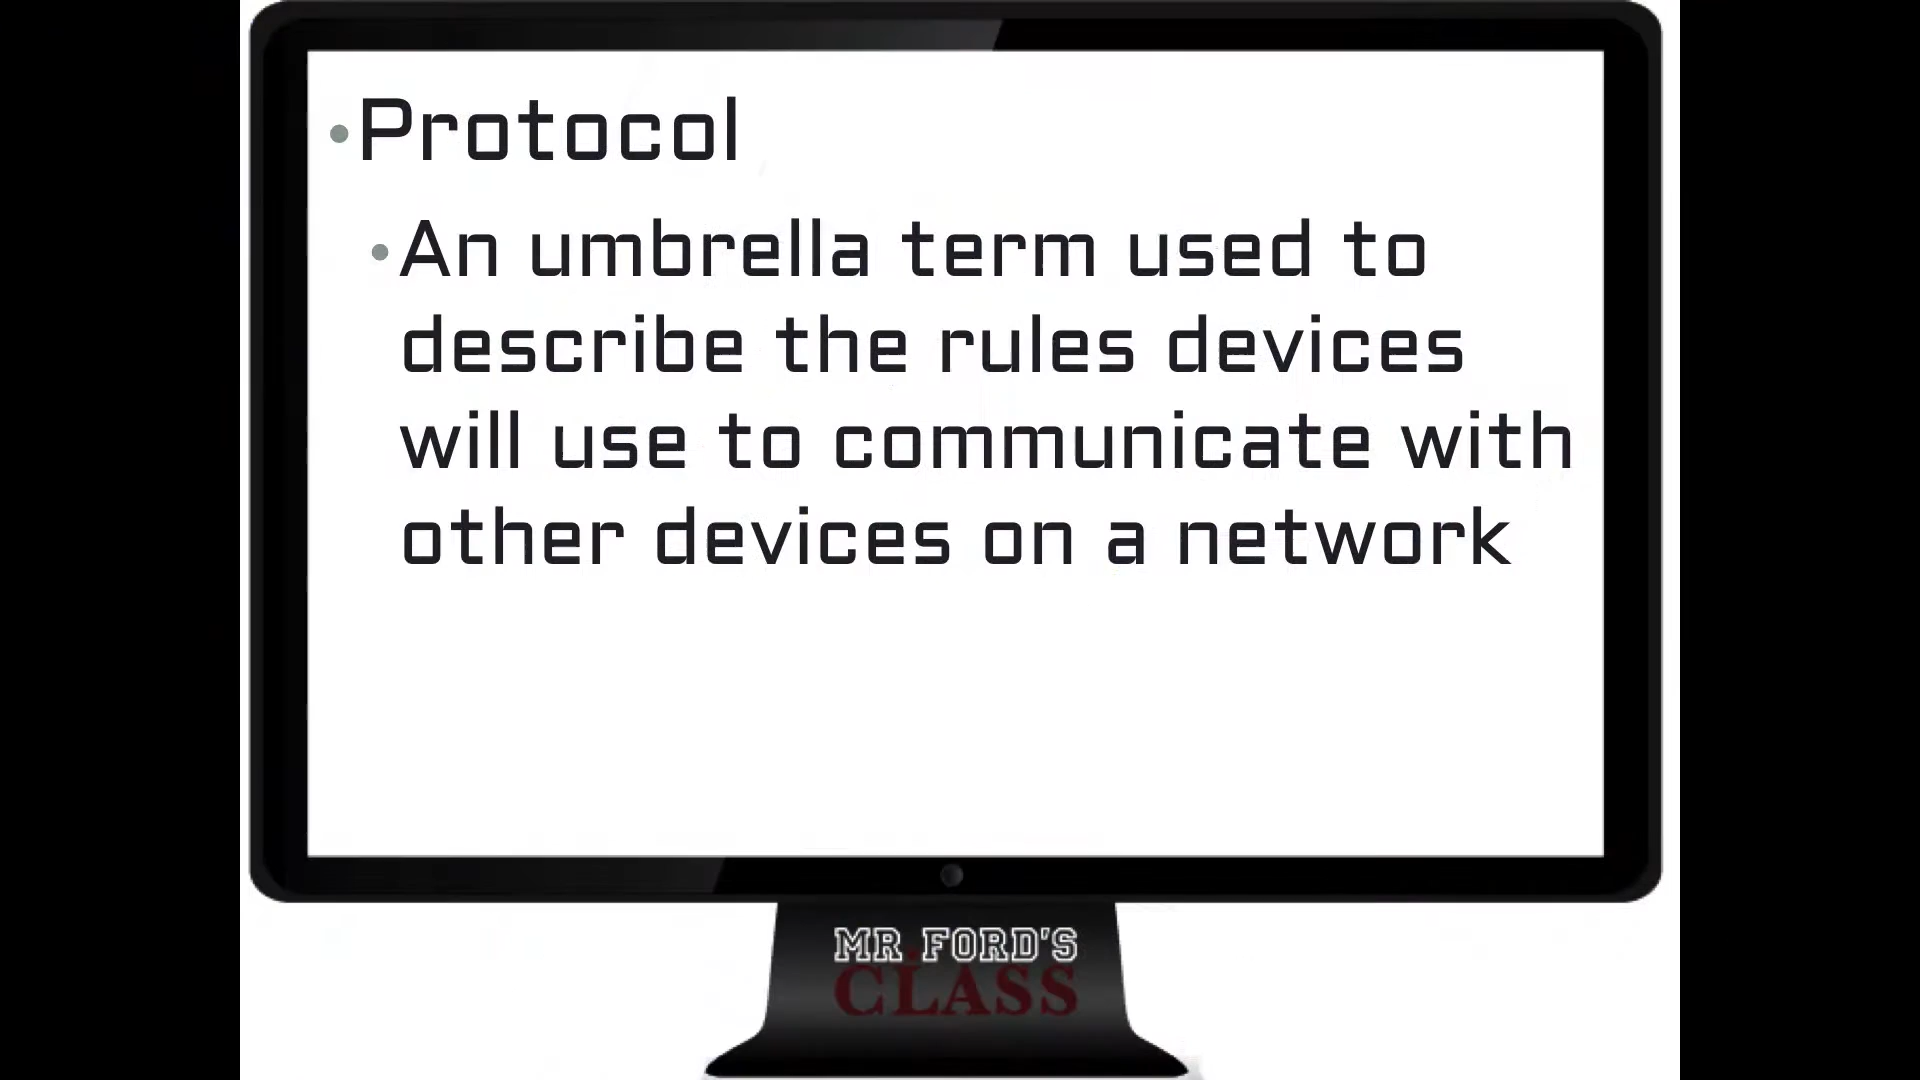 •Protocol
•An umbrella term used to
describe the rules devices
will use to communicate with
other devices on a network
MR FORD'S
CLASS